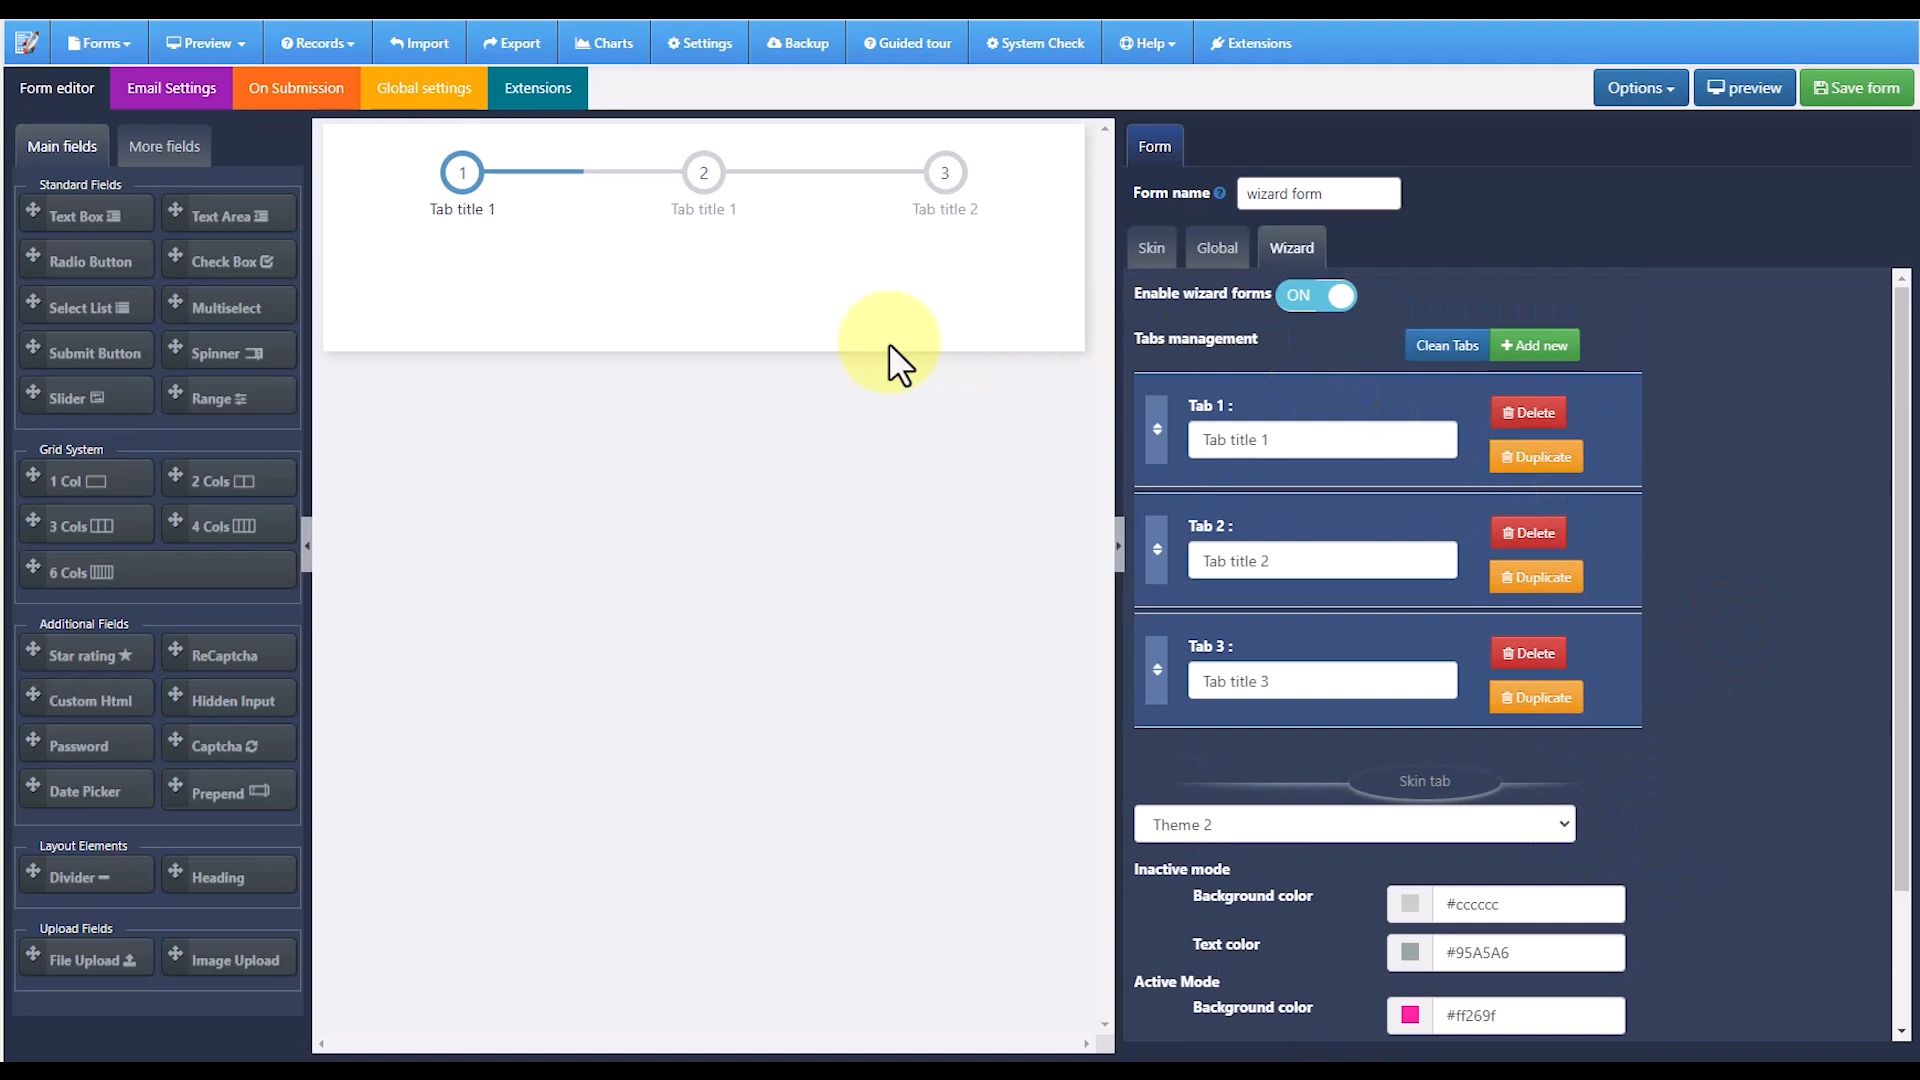 Forms Preview Records Import Export Charts Settings Backup Guided tour System Check Help Extensions
Form editor Email Settings On Submission Global settings Extensions Options preview Save form
Main fields More fields
Standard Fields
Text Box Text Area
Radio Button Check Box
Select List Multiselect
Submit Button Spinner
Slider Range
Grid System
1 Col 2 Cols
3 Cols 4 Cols
6 Cols
Additional Fields
Star rating ReCaptcha
Custom Html Hidden Input
Password Captcha
Date Picker Prepend
Layout Elements
Divider Heading
Upload Fields
File Upload Image Upload
1 2 3
Tab title 1 Tab title 1 Tab title 2
Form
Form name wizard form
Skin Global Wizard
Enable wizard forms ON
Tabs management Clean Tabs Add new
Tab 1 : Delete
Tab title 1 Duplicate
Tab 2 : Delete
Tab title 2 Duplicate
Tab 3 : Delete
Tab title 3 Duplicate
Skin tab
Theme 2
Inactive mode
Background color #cccccc
Text color #95A5A6
Active Mode
Background color #ff269f